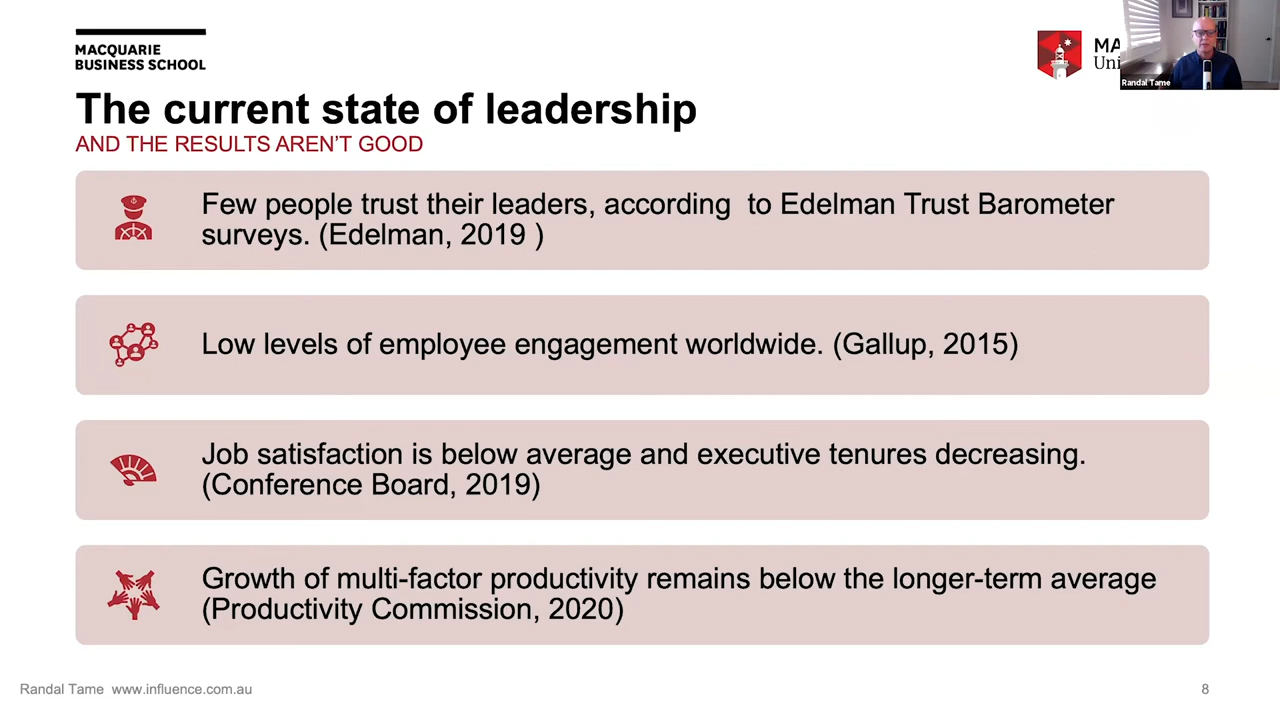 MACQUARIE
BUSINESS SCHOOL
MA
Uni
Randal Tame
The current state of leadership
AND THE RESULTS AREN'T GOOD
Few people trust their leaders, according  to Edelman Trust Barometer
surveys. (Edelman, 2019 )
Low levels of employee engagement worldwide. (Gallup, 2015)
Job satisfaction is below average and executive tenures decreasing.
(Conference Board, 2019)
Growth of multi-factor productivity remains below the longer-term average
(Productivity Commission, 2020)
Randal Tame  www.influence.com.au
8